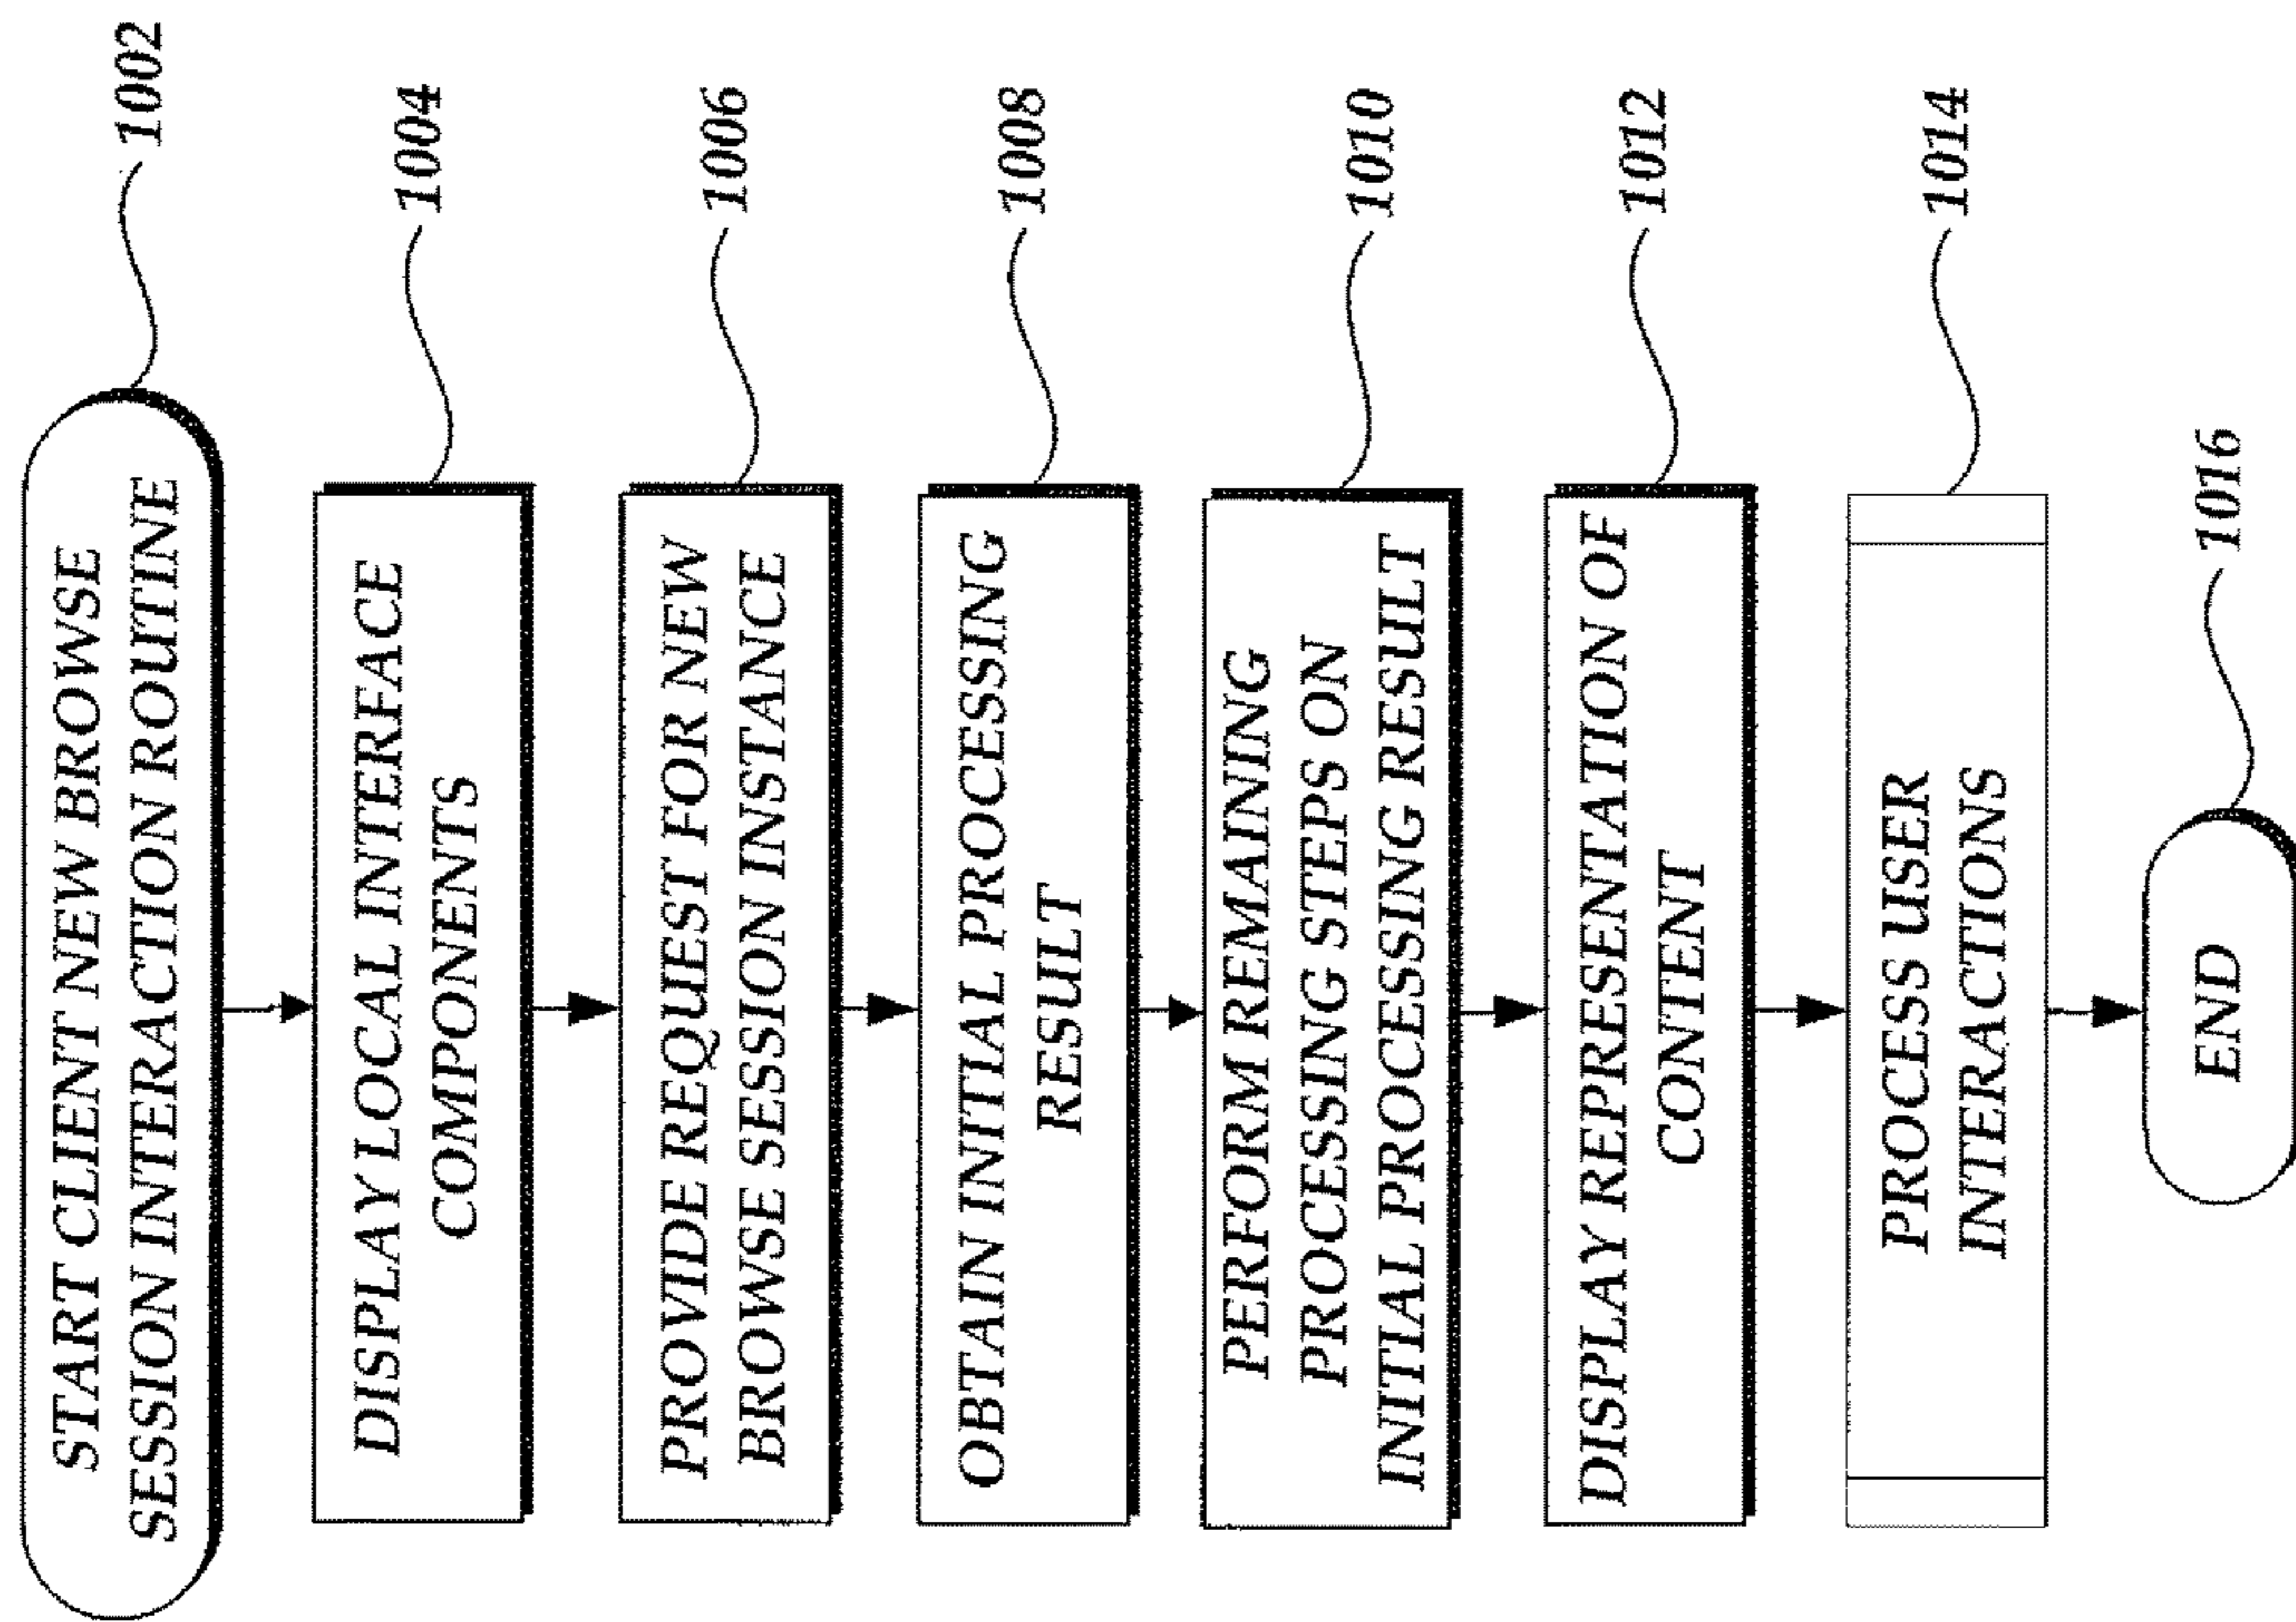 START CLIENT NEW BROWSE
SESSION INTERACTION ROUTINE
1002
DISPLAY LOCAL INTERFACE
COMPONENTS
1004
PROVIDE REQUEST FOR NEW
BROWSE SESSION INSTANCE
1006
OBTAIN INITIAL PROCESSING
RESULT
1008
PERFORM REMAINING
PROCESSING STEPS ON
INITIAL PROCESSING RESULT
1010
DISPLAY REPRESENTATION OF
CONTENT
1012
PROCESS USER
INTERACTIONS
1014
END
1016